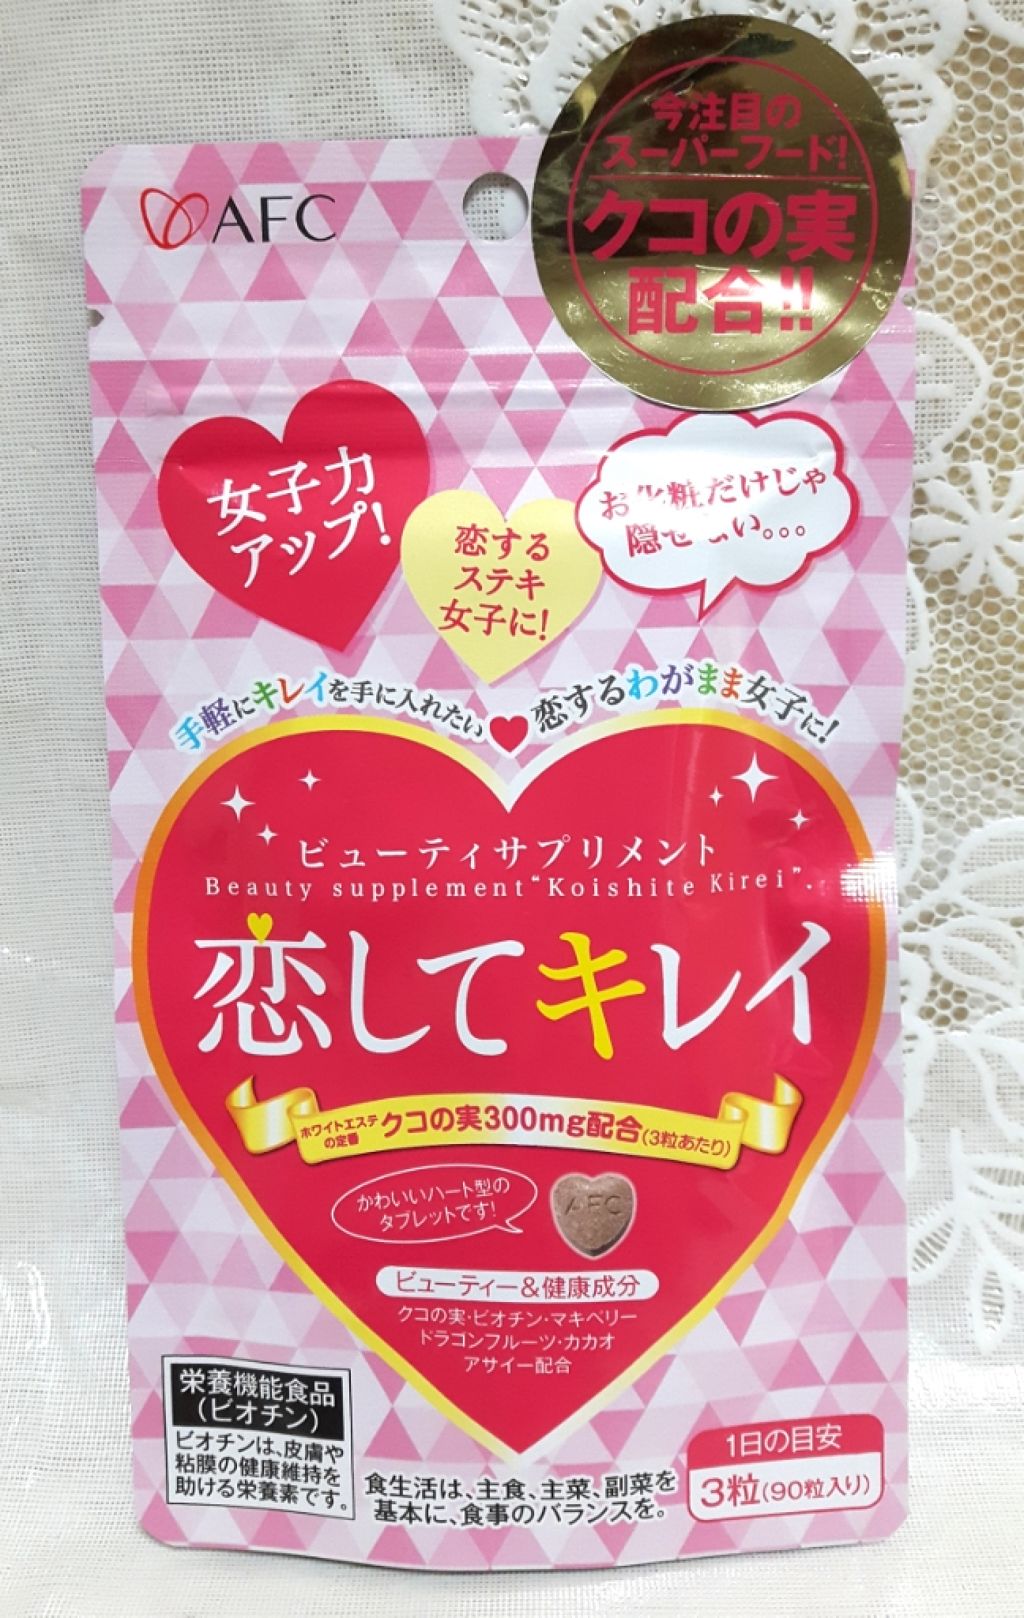 今注目の
スーパーフード!
クコの実
配合!!
AFC
女子力
アップ!
恋する
ステキ
女子に!
お化粧だけじゃ
隠せない。。。
手軽にキレイを手に入れたい♥恋するわがまま女子に!
ビューティサプリメント
Beauty supplement“Koishite Kirei”.
恋してキレイ
ホワイトエステ
の定番
クコの実300mg配合(3粒あたり)
かわいいハート型の
タブレットです!
AFC
ビューティー&健康成分
クコの実・ビオチン・マキベリー
ドラゴンフルーツ・カカオ
アサイー配合
栄養機能食品
(ビオチン)
ビオチンは、皮膚や
粘膜の健康維持を
助ける栄養素です。
食生活は、主食、主菜、副菜を
基本に、食事のバランスを。
1日の目安
3粒(90粒入り)